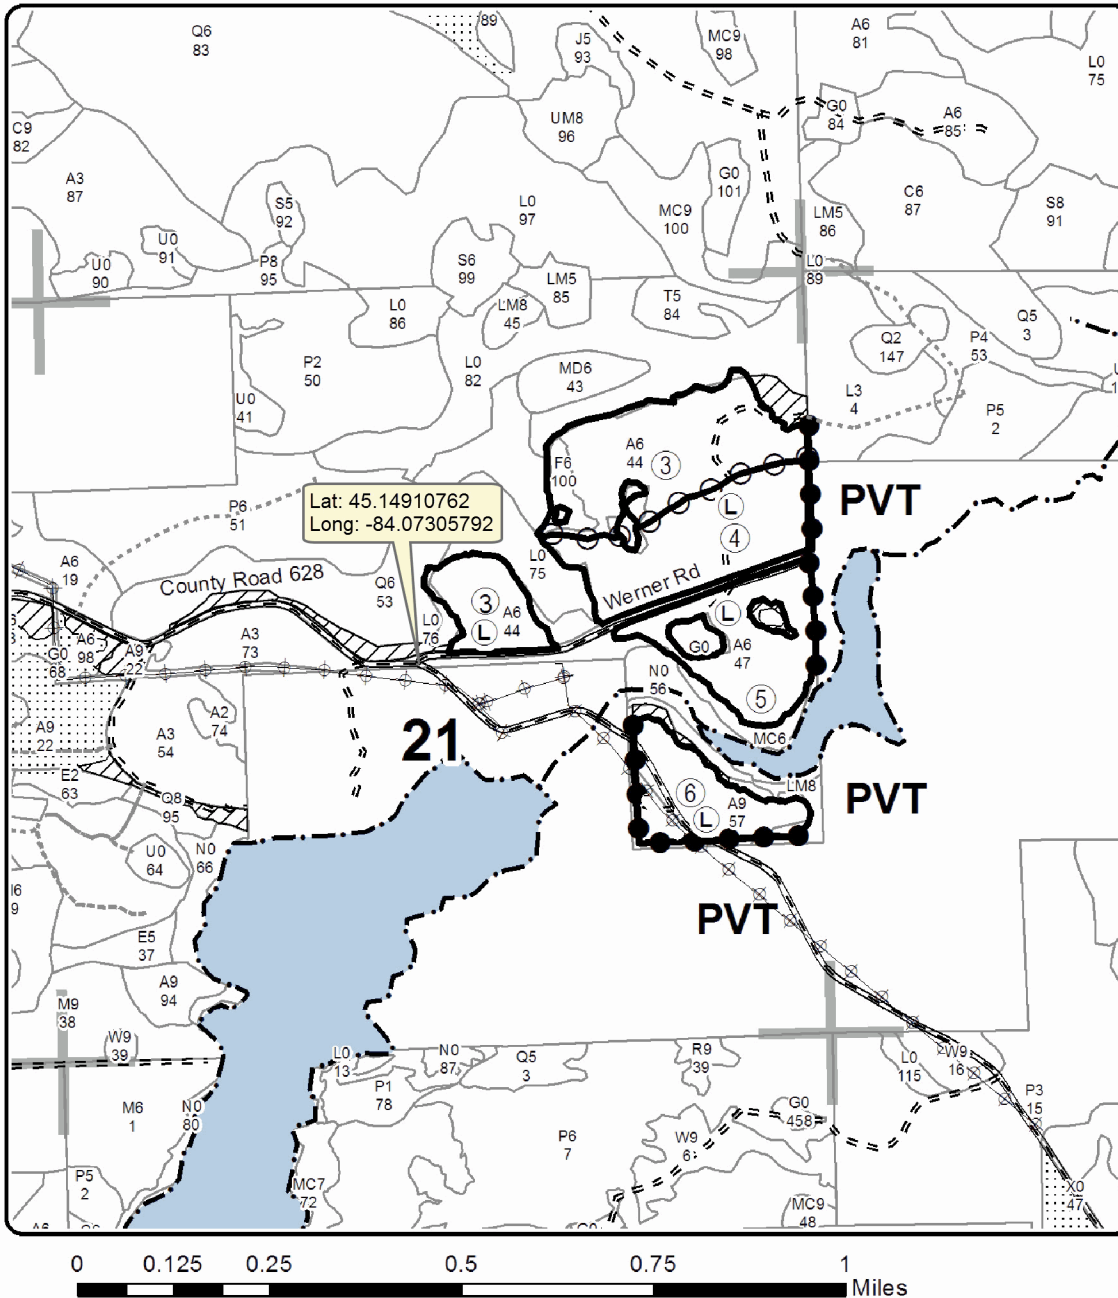 89
Q6
83
J5
93
MC9
98
A6
81
L0
75
C9
82
UM8
96
G0
84
A6
85
A3
87
S5
92
G0
101
L0
97
MC9
100
LM5
86
C6
87
S8
91
U0
91
U0
90
P8
95
S6
99
LM5
85
L0
89
L0
86
LM8
45
T5
84
Q5
3
P4
53
Q2
147
P2
50
L0
82
MD6
43
L3
4
P5
2
U0
41
A6
44
3
F6
100
PVT
Lat: 45.14910762
Long: -84.07305792
P6
51
L
4
A6
19
County Road 628
Q6
53
L0
75
Werner Rd
3
L
A6
44
L0
76
L
A3
73
A6
98
A9
22
G0
68
G0
A6
47
N0
56
5
A2
74
A3
54
A9
22
21
MC6
E2
63
Q8
95
6
L
A9
57
LM8
PVT
U0
64
N0
66
PVT
E5
37
A9
94
M9
38
W9
39
L0
13
N0
87
Q5
3
R9
39
L0
115
W9
16
P1
78
M6
1
N0
80
G0
458
P3
15
P6
7
W9
6
P5
2
MC7
72
MC9
48
X0
47
A6
G0
0 0.125 0.25 0.5 0.75 1
Miles